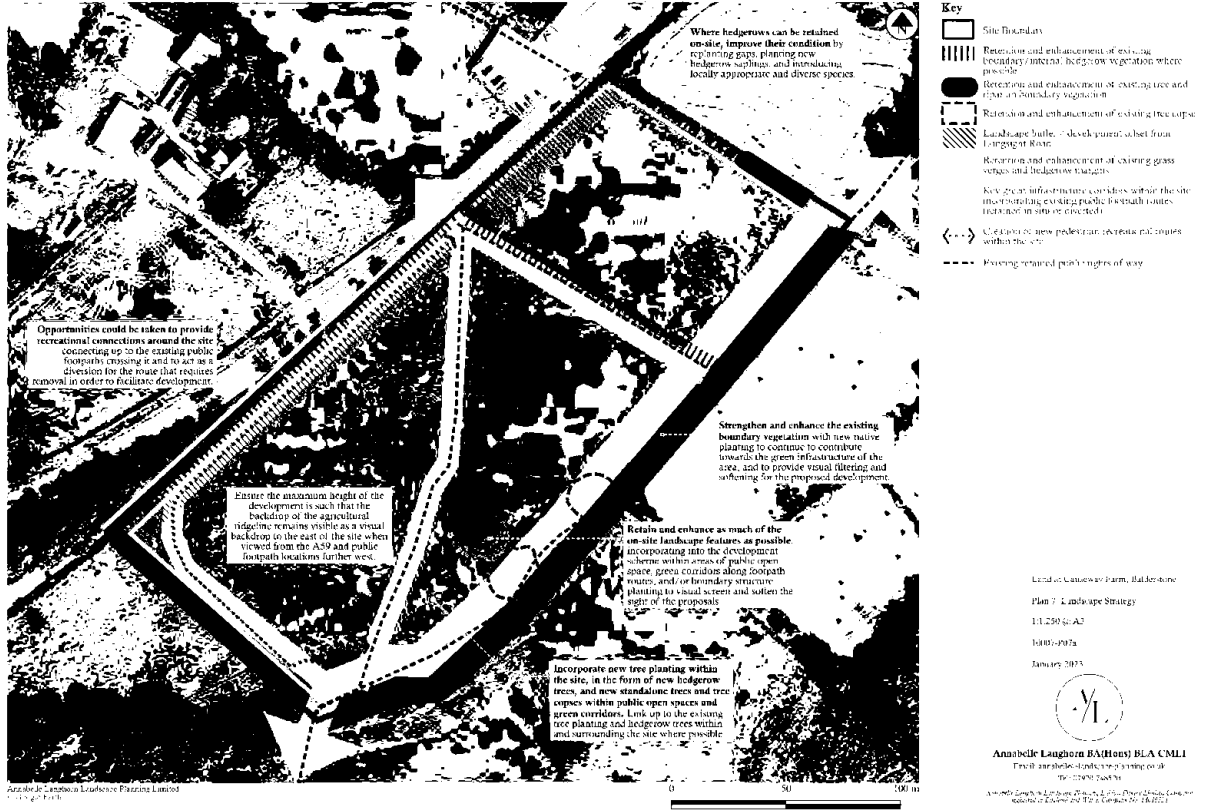 Where hedgerows can be retained
on-site, improve their condition by
replanting gaps, planting new
hedgerow saplings, and introducing
locally appropriate and diverse species.
Opportunities could be taken to provide
recreational connections around the site
connecting up to the existing public
footpaths crossing it and to act as a
diversion for the route that requires
removal in order to facilitate development.
Ensure the maximum height of the
development is such that the
backdrop of the agricultural
ridgeline remains visible as a visual
backdrop to the east of the site when
viewed from the A59 and public
footpath locations further west.
Strengthen and enhance the existing
boundary vegetation with new native
planting to continue to contribute
towards the green infrastructure of the
area, and to provide visual filtering and
softening for the proposed development.
Retain and enhance as much of the
on-site landscape features as possible,
incorporating into the development
scheme within areas of public open
space, green corridors along footpath
routes, and/or boundary structure
planting to visual screen and soften the
sight of the proposals
Incorporate new tree planting within
the site, in the form of new hedgerow
trees, and new standalone trees and tree
copses within public open spaces and
green corridors. Link up to the existing
tree planting and hedgerow trees within
and surrounding the site where possible
Key
Site Boundary
Retention and enhancement of existing
boundary/internal hedgerow vegetation where
possible
Retention and enhancement of existing tree and
boundary vegetation
Retention and enhancement of existing tree copse
Landscape buffer / development offset from
Longsight Road
Retention and enhancement of existing grass
verges and hedgerow margins
Key green infrastructure corridors within the site
incorporating existing public footpath routes
(retained in situ or diverted)
Creation of new pedestrian recreational routes
within the site
Existing retained public rights of way
Land at Causeway Farm, Balderstone
Plan 7: Landscape Strategy
1:1,250 @ A3
January 2023
Annabelle Langhorn BA(Hons) BLA CMLI
Annabelle Langhorn Landscape Planning Limited
0 50 100 m